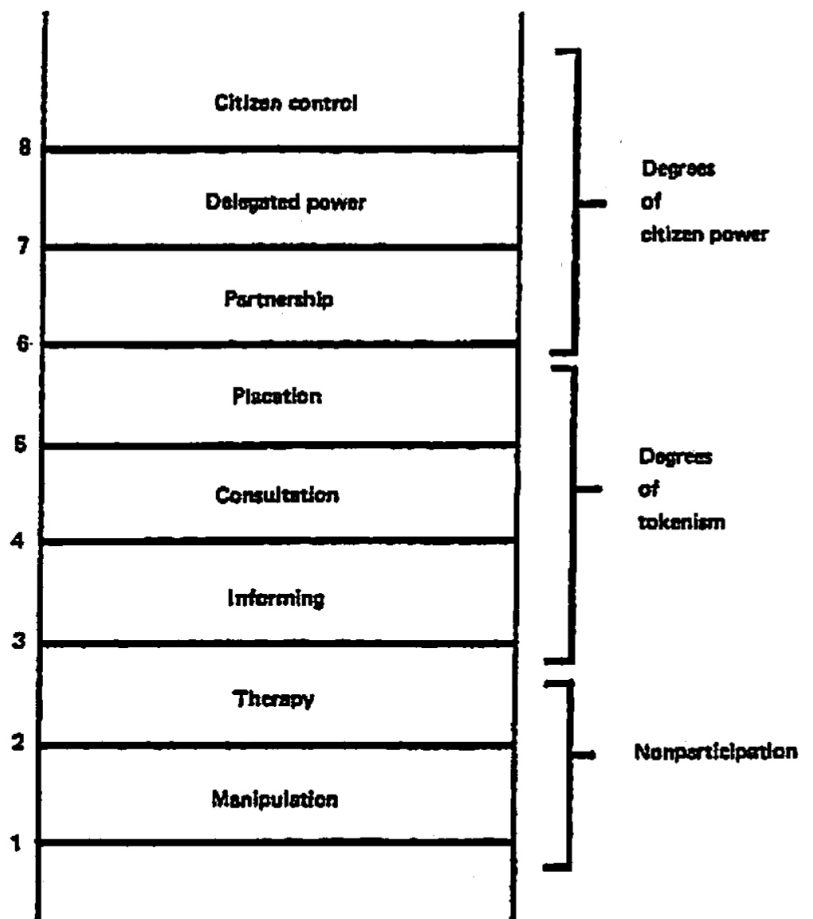 Citizen control
8
Delegated power
7
Partnership
6
Placation
5
Consultation
4
Informing
3
Therapy
2
Manipulation
1
Degrees
of
citizen power
Degrees
of
tokenism
Nonparticipation